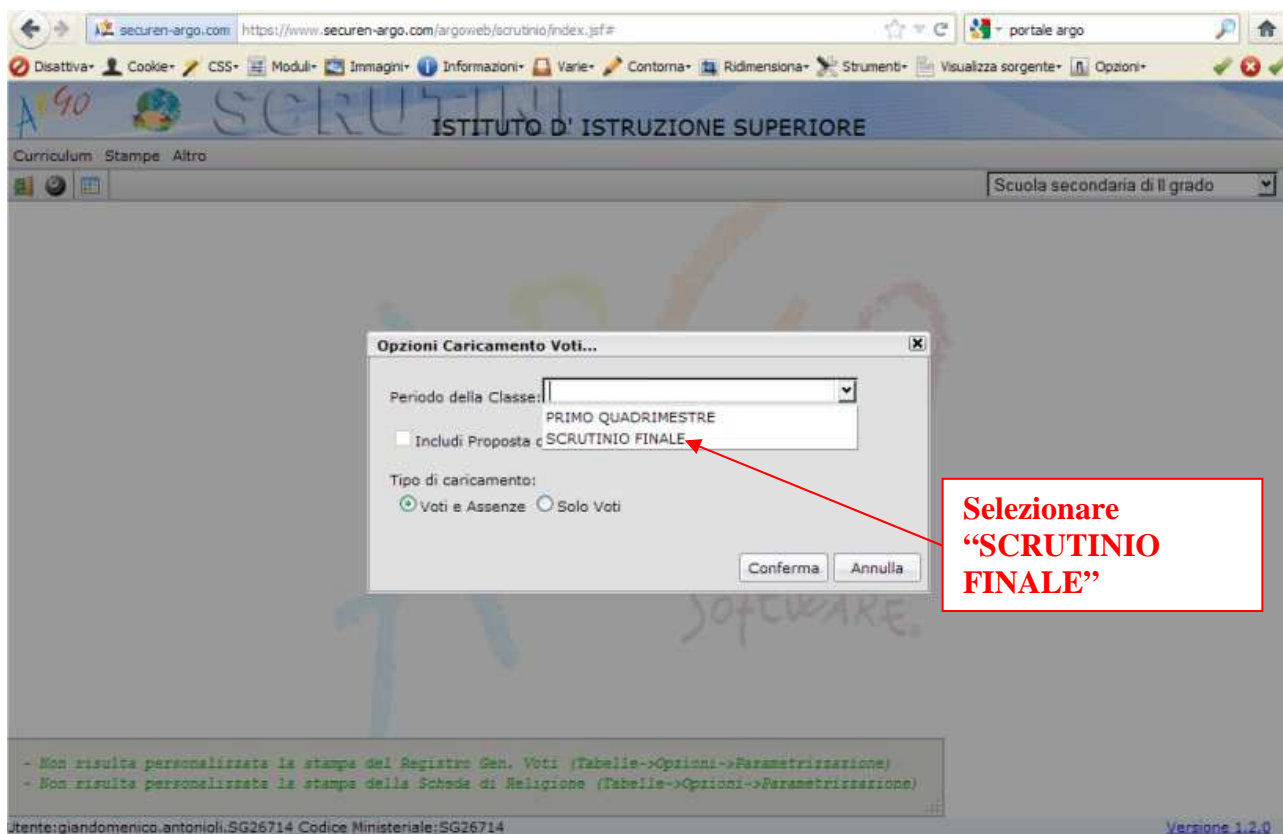 securen-argo.com https://www.securen-argo.com/argoweb/scrutinio/index.jsf# portale argo
Disattiva Cookie CSS Moduli Immagini Informazioni Varie Contorna Ridimensiona Strumenti Visualizza sorgente Opzioni
ArGO SCRUTINI ISTITUTO D' ISTRUZIONE SUPERIORE
Curriculum Stampe Altro
Scuola secondaria di II grado
Opzioni Caricamento Voti...
Periodo della Classe:
PRIMO QUADRIMESTRE
Includi Proposta SCRUTINIO FINALE
Tipo di caricamento:
Voti e Assenze Solo Voti
Conferma Annulla
Selezionare
“SCRUTINIO
FINALE”
SOFTWARE.
- Non risulta personalizzata la stampa del Registro Gen. Voti (Tabelle->Opzioni->Parametrizzazione)
- Non risulta personalizzata la stampa della Scheda di Religione (Tabelle->Opzioni->Parametrizzazione)
Utente:giandomenico.antonioli.SG26714 Codice Ministeriale:SG26714 Versione 1.2.0